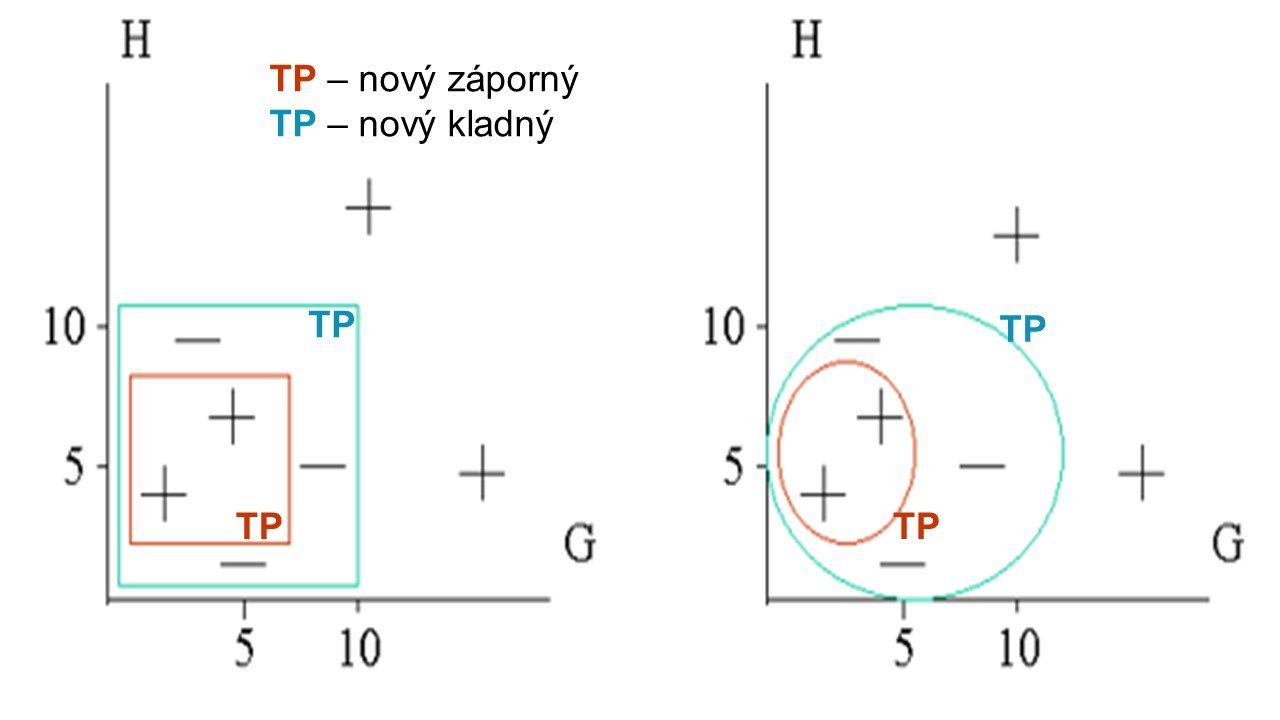 H
TP – nový záporný
TP – nový kladný
10
TP
5
TP
G
5
10
H
10
TP
5
TP
G
5
10